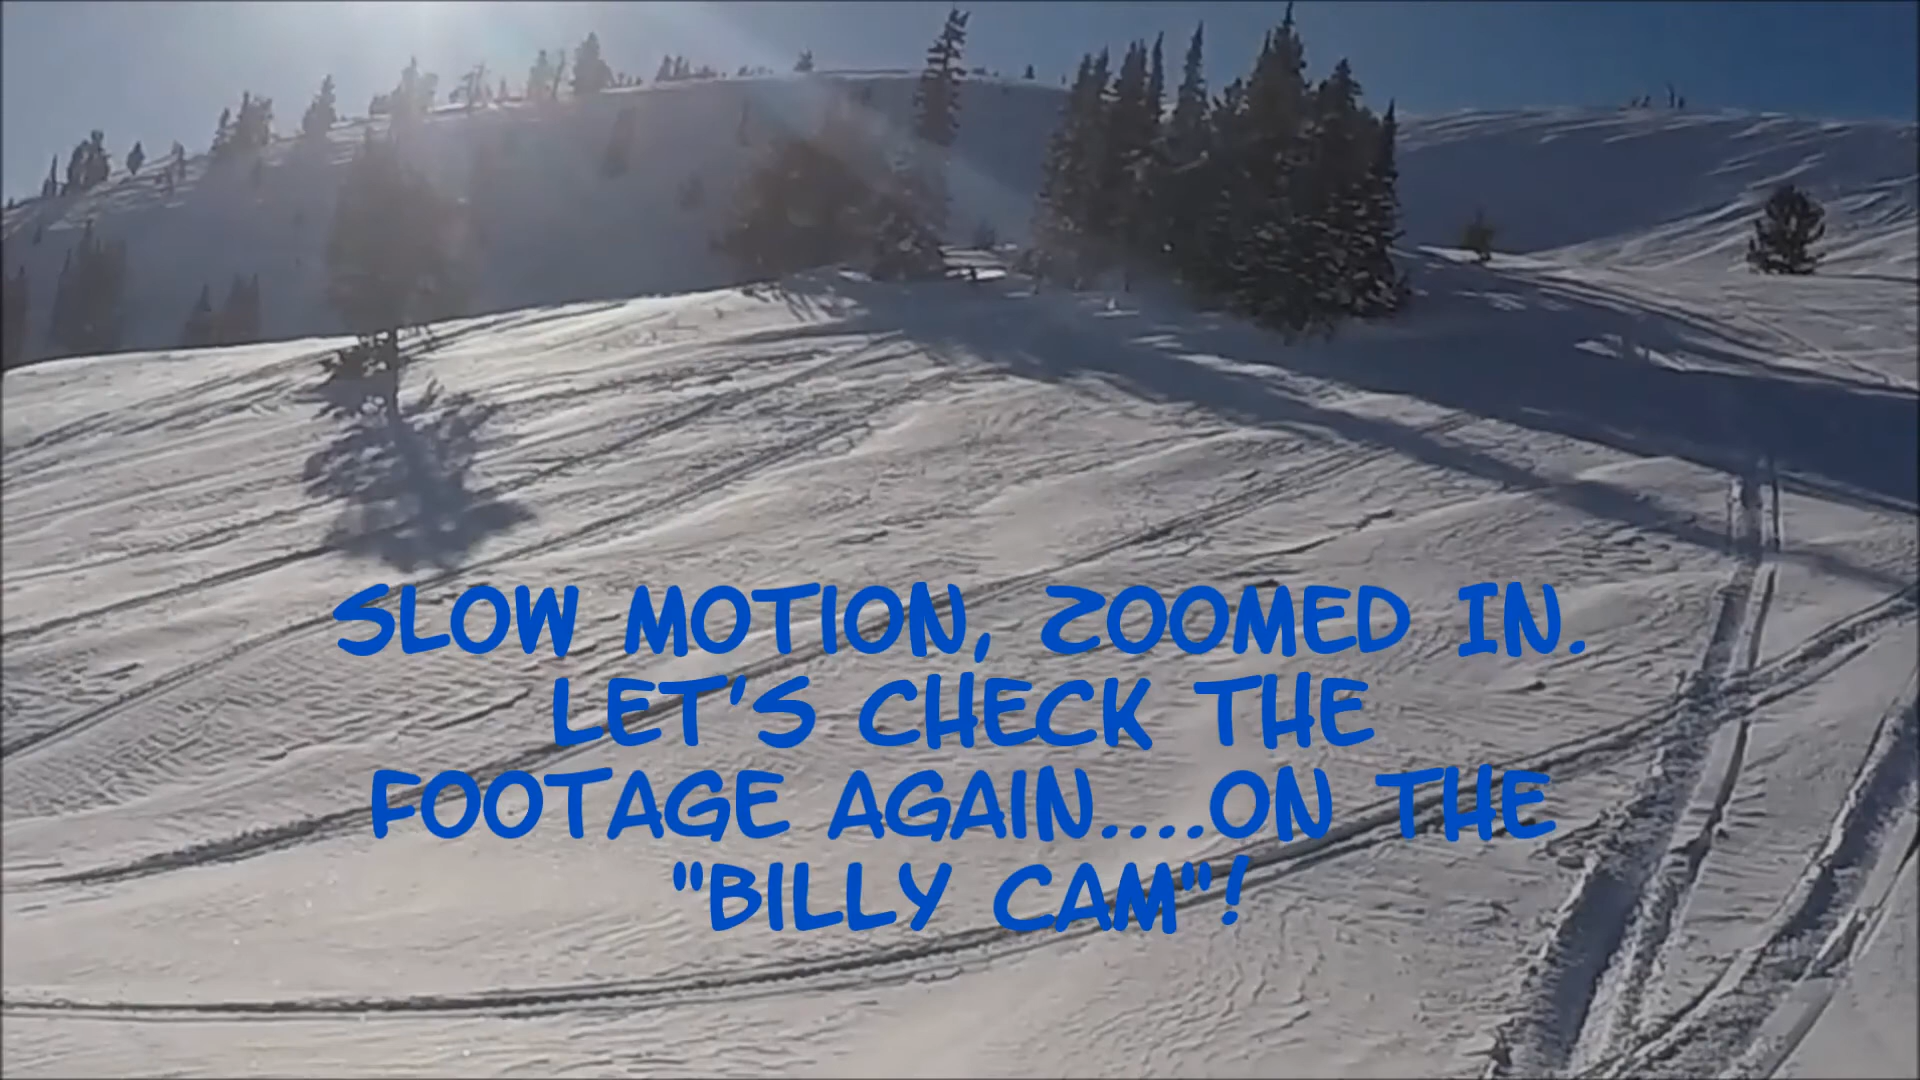 SLOW MOTION, ZOOMED IN.
LET'S CHECK THE
FOOTAGE AGAIN....ON THE
"BILLY CAM"!